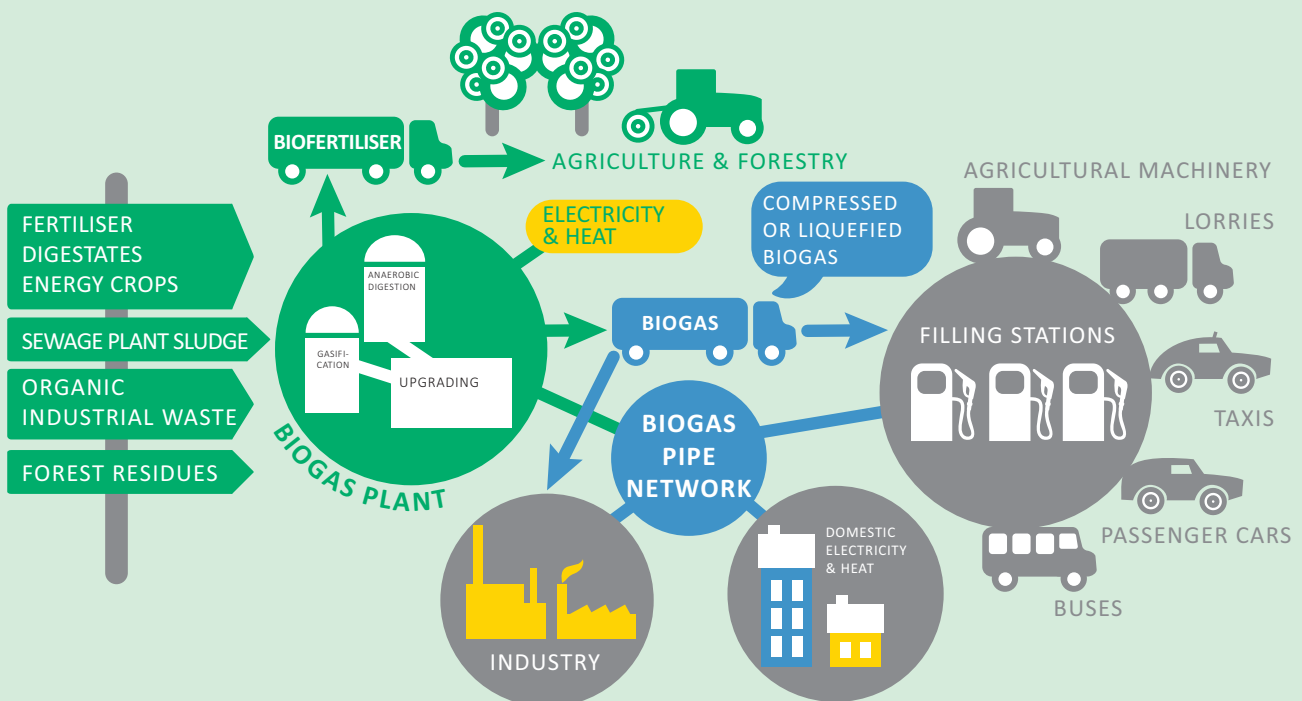 BIOFERTILISER
AGRICULTURE & FORESTRY
FERTILISER
DIGESTATES
ENERGY CROPS
SEWAGE PLANT SLUDGE
ORGANIC
INDUSTRIAL WASTE
FOREST RESIDUES
ANAEROBIC
DIGESTION
GASIFI-
CATION
UPGRADING
BIOGAS PLANT
ELECTRICITY
& HEAT
COMPRESSED
OR LIQUEFIED
BIOGAS
BIOGAS
BIOGAS
PIPE
NETWORK
INDUSTRY
DOMESTIC
ELECTRICITY
& HEAT
FILLING STATIONS
AGRICULTURAL MACHINERY
LORRIES
TAXIS
PASSENGER CARS
BUSES